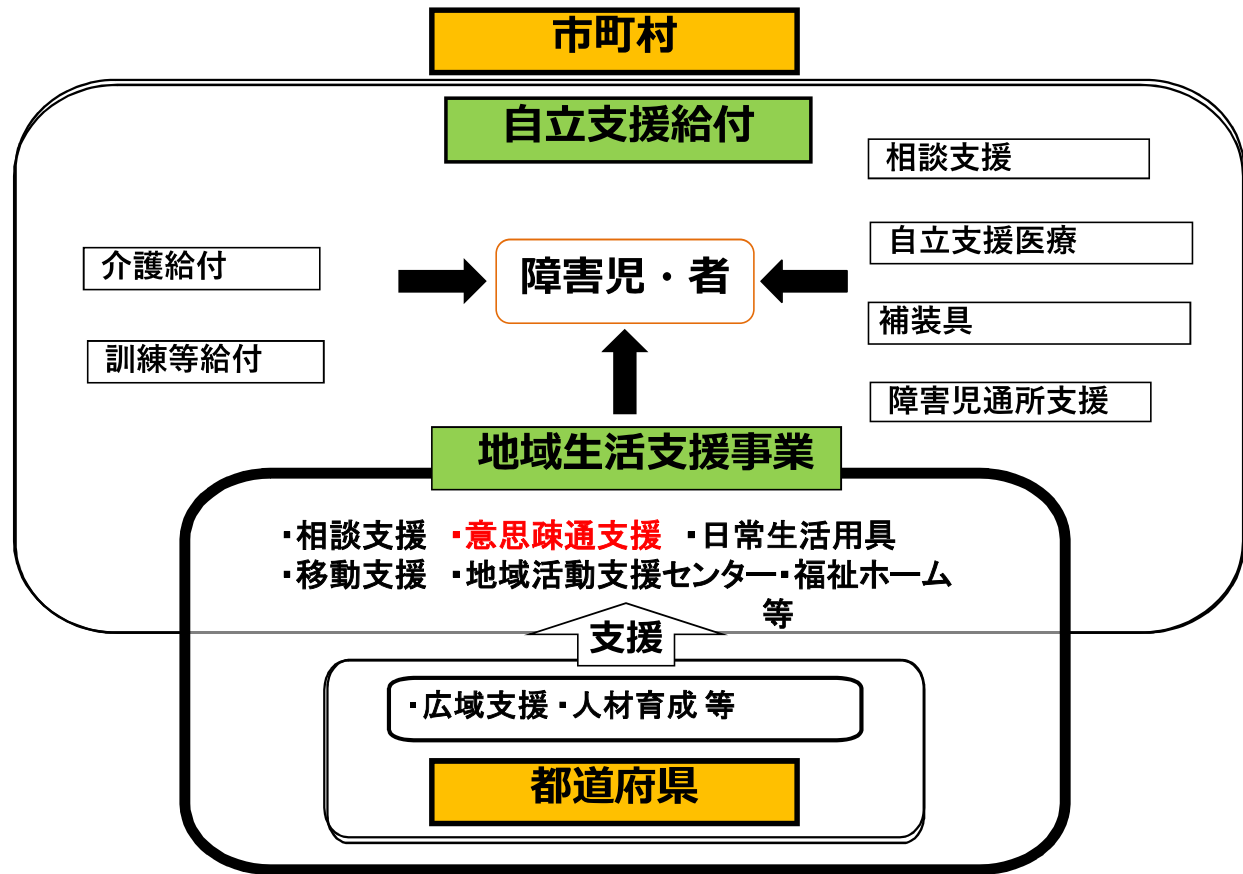 市町村
自立支援給付
相談支援
自立支援医療
介護給付
障害児・者
補装具
訓練等給付
障害児通所支援
地域生活支援事業
・相談支援 ・意思疎通支援 ・日常生活用具
・移動支援 ・地域活動支援センター・福祉ホーム
等
支援
・広域支援・人材育成 等
都道府県